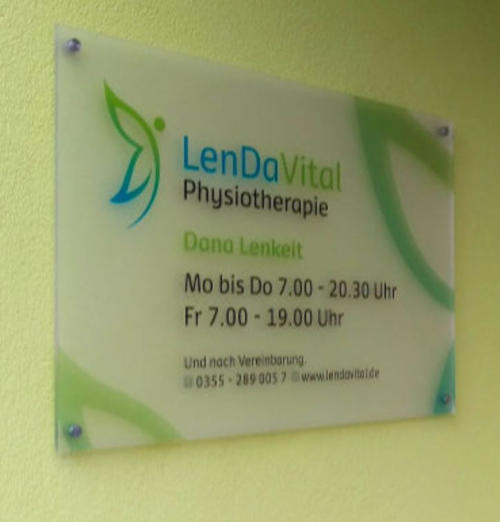 LenDaVital
Physiotherapie
Dana Lenkeit
Mo bis Do 7.00 - 20.30 Uhr
Fr 7.00 - 19.00 Uhr
Und nach Vereinbarung.
0355 - 289 005 7 www.lendavital.de